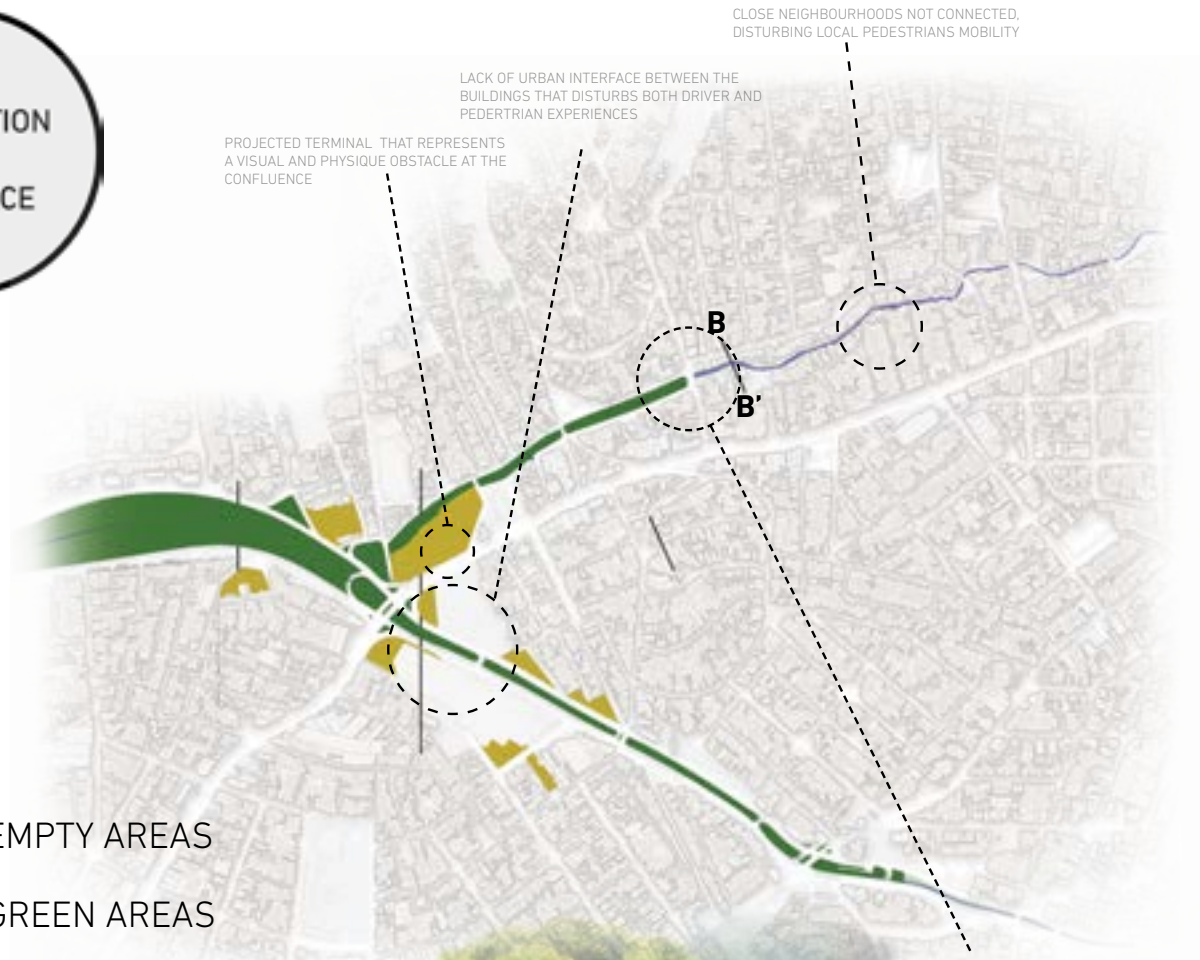 CLOSE NEIGHBOURHOODS NOT CONNECTED,
DISTURBING LOCAL PEDESTRIANS MOBILITY
LACK OF URBAN INTERFACE BETWEEN THE
BUILDINGS THAT DISTURBS BOTH DRIVER AND
PEDERTRIAN EXPERIENCES
PROJECTED TERMINAL THAT REPRESENTS
A VISUAL AND PHYSIQUE OBSTACLE AT THE
CONFLUENCE
TION
CE
B
B’
EMPTY AREAS
GREEN AREAS